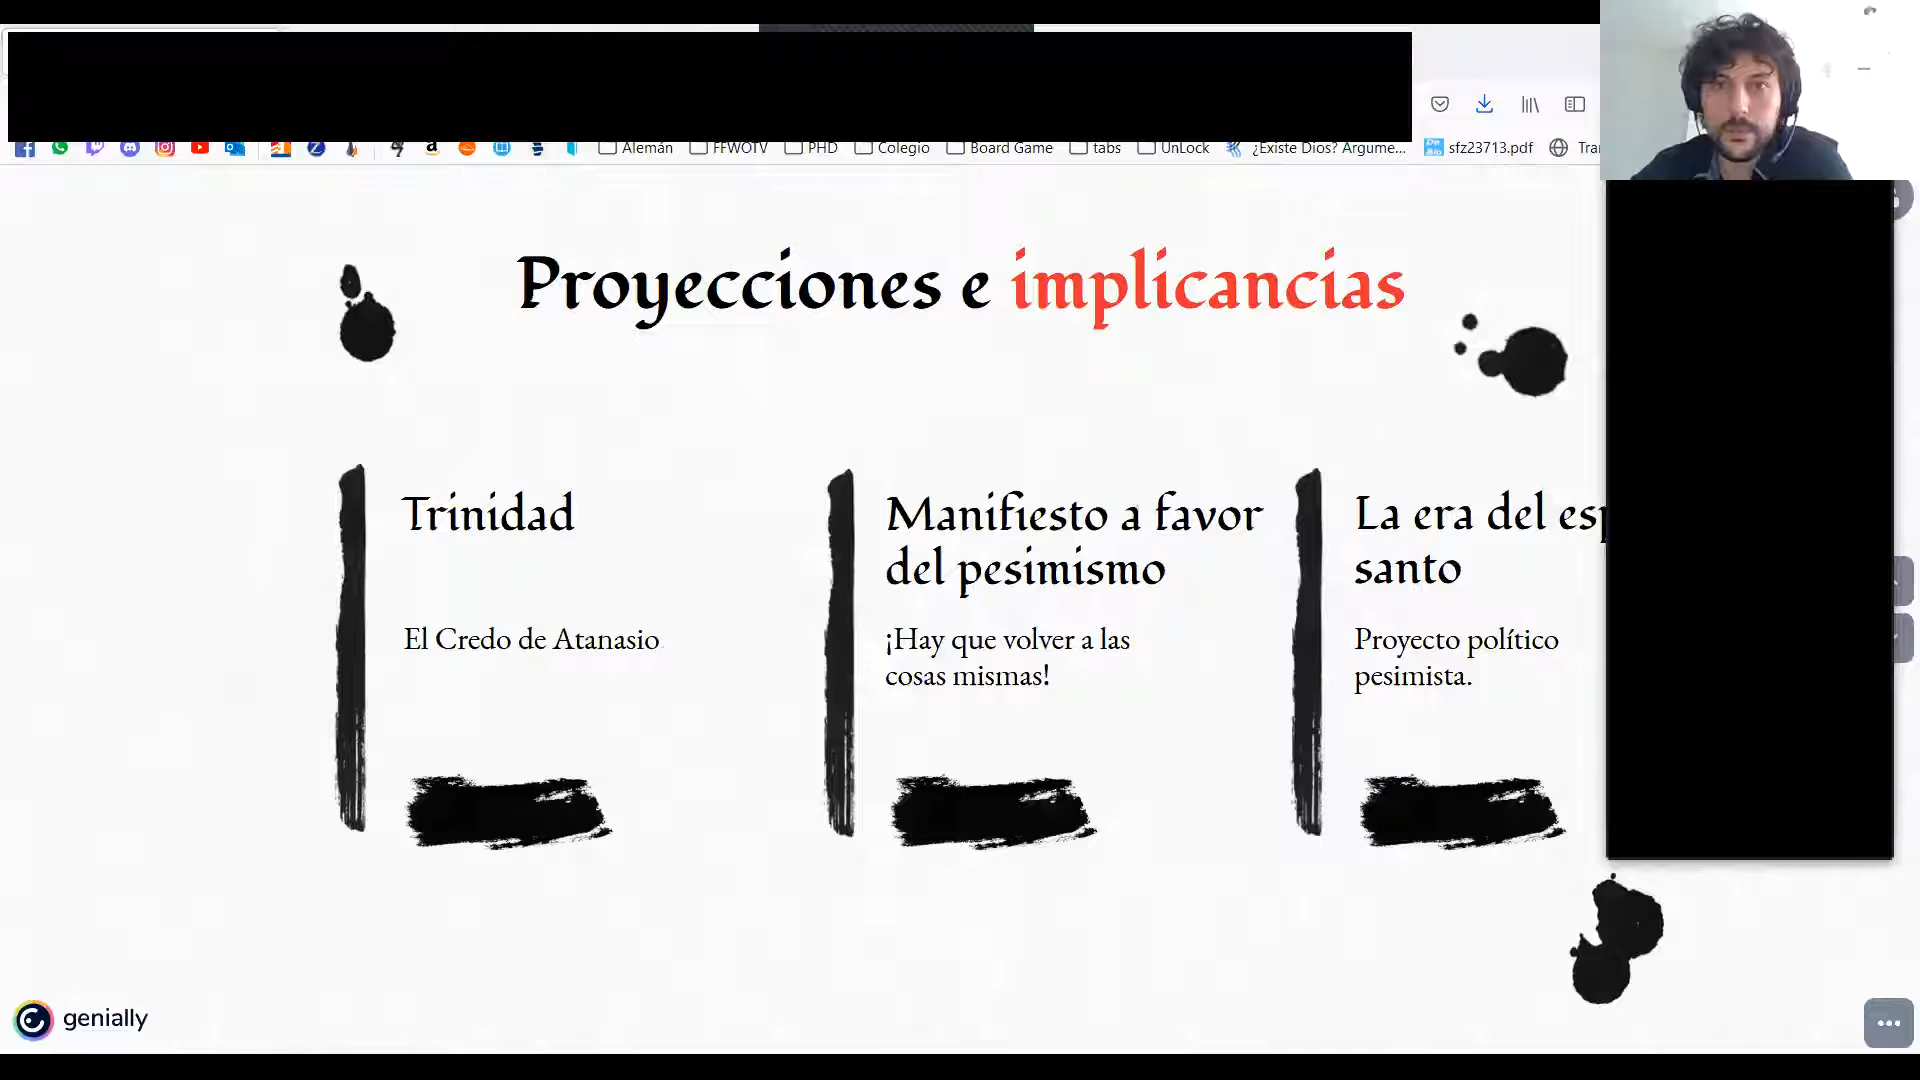 Alemán
FFWOTV
PHD
Colegio
Board Game
tabs
UnLock
¿Existe Dios? Argume...
sfz23713.pdf
Proyecciones e implicancias
Trinidad
El Credo de Atanasio
Manifiesto a favor
del pesimismo
¡Hay que volver a las
cosas mismas!
La era del
santo
Proyecto político
pesimista.
genially